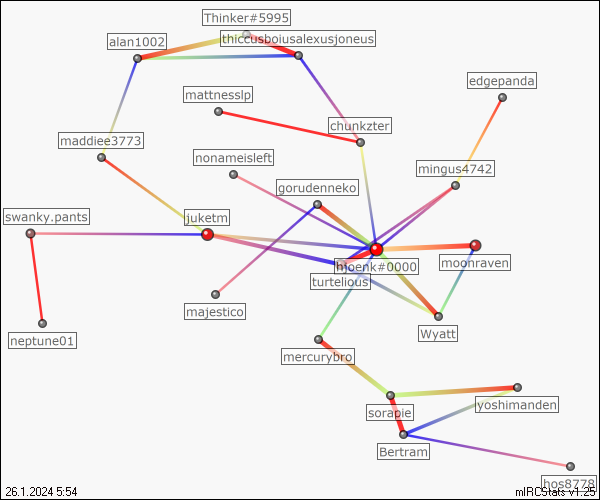 Thinker#5995
alan1002
thiccusboiusalexusjoneus
edgepanda
mattnesslp
chunkzter
maddiee3773
nonameisleft
mingus4742
gorudenneko
swanky.pants
juketm
hfoenk#0000
moonraven
turtelious
majestico
neptune01
Wyatt
mercurybro
sorapie
yoshimanden
Bertram
hos8778
26.1.2024 5:54
mIRCStats v1.25